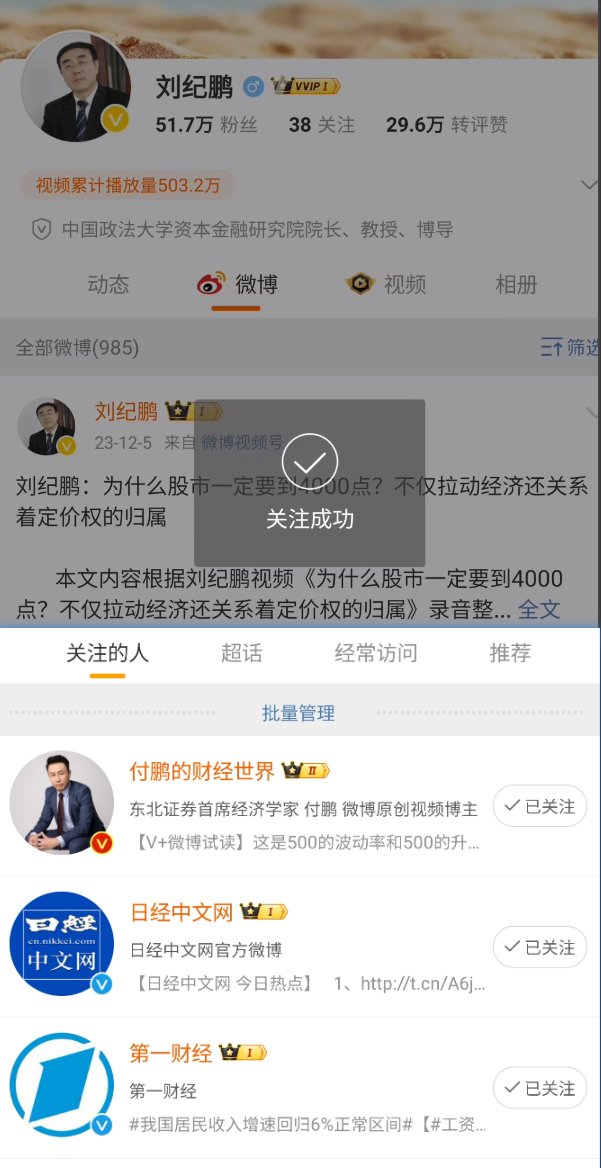 刘纪鹏 VVIP I
51.7万 粉丝 38 关注 29.6万 转评赞
视频累计播放量503.2万
中国政法大学资本金融研究院院长、教授、博导
动态 微博 视频 相册
全部微博(985) 筛选
刘纪鹏 I
23-12-5 来自 微博视频号
刘纪鹏：为什么股市一定要到4000点？不仅拉动经济还关系
着定价权的归属
关注成功
本文内容根据刘纪鹏视频《为什么股市一定要到4000
点？不仅拉动经济还关系着定价权的归属》录音整... 全文
关注的人 超话 经常访问 推荐
批量管理
付鹏的财经世界 II
东北证券首席经济学家 付鹏 微博原创视频博主
已关注
【V+微博试读】这是500的波动率和500的升...
日经 cn.nikkei.com 中文网
日经中文网 I
日经中文网官方微博
已关注
【日经中文网 今日热点】 1、http://t.cn/A6j...
第一财经 I
第一财经
已关注
#我国居民收入增速回归6%正常区间#【#工资...